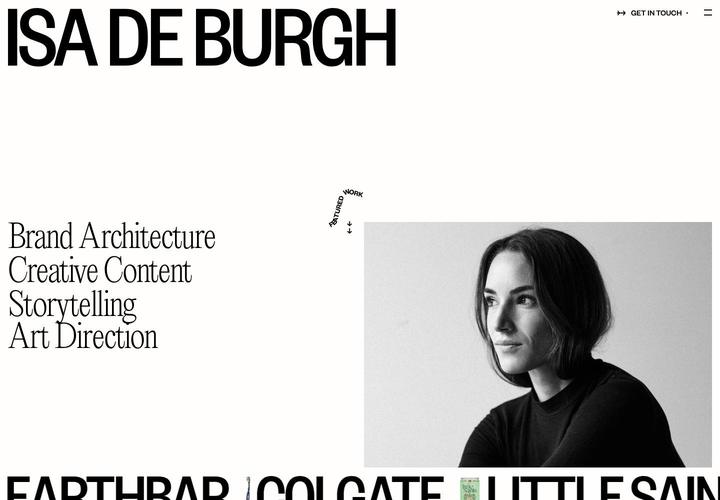 ISA DE BURGH
GET IN TOUCH
FEATURED WORK
Brand Architecture
Creative Content
Storytelling
Art Direction
EARTHBAR COLGATE LITTLE SAIN